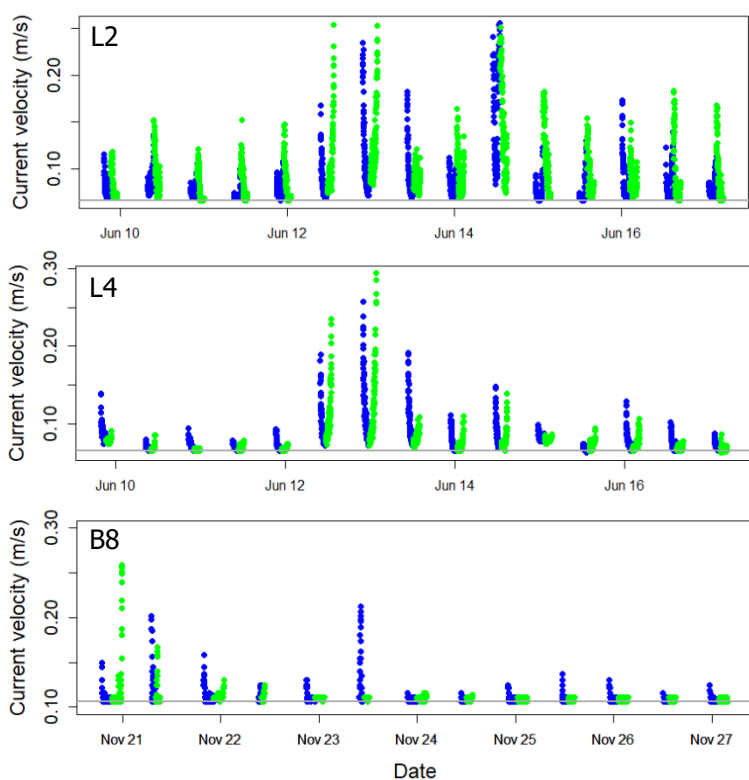 L2
Current velocity (m/s)
0.20
0.10
Jun 10 Jun 12 Jun 14 Jun 16
L4
Current velocity (m/s)
0.30
0.20
0.10
Jun 10 Jun 12 Jun 14 Jun 16
B8
Current velocity (m/s)
0.30
0.20
0.10
Nov 21 Nov 22 Nov 23 Nov 24 Nov 25 Nov 26 Nov 27
Date